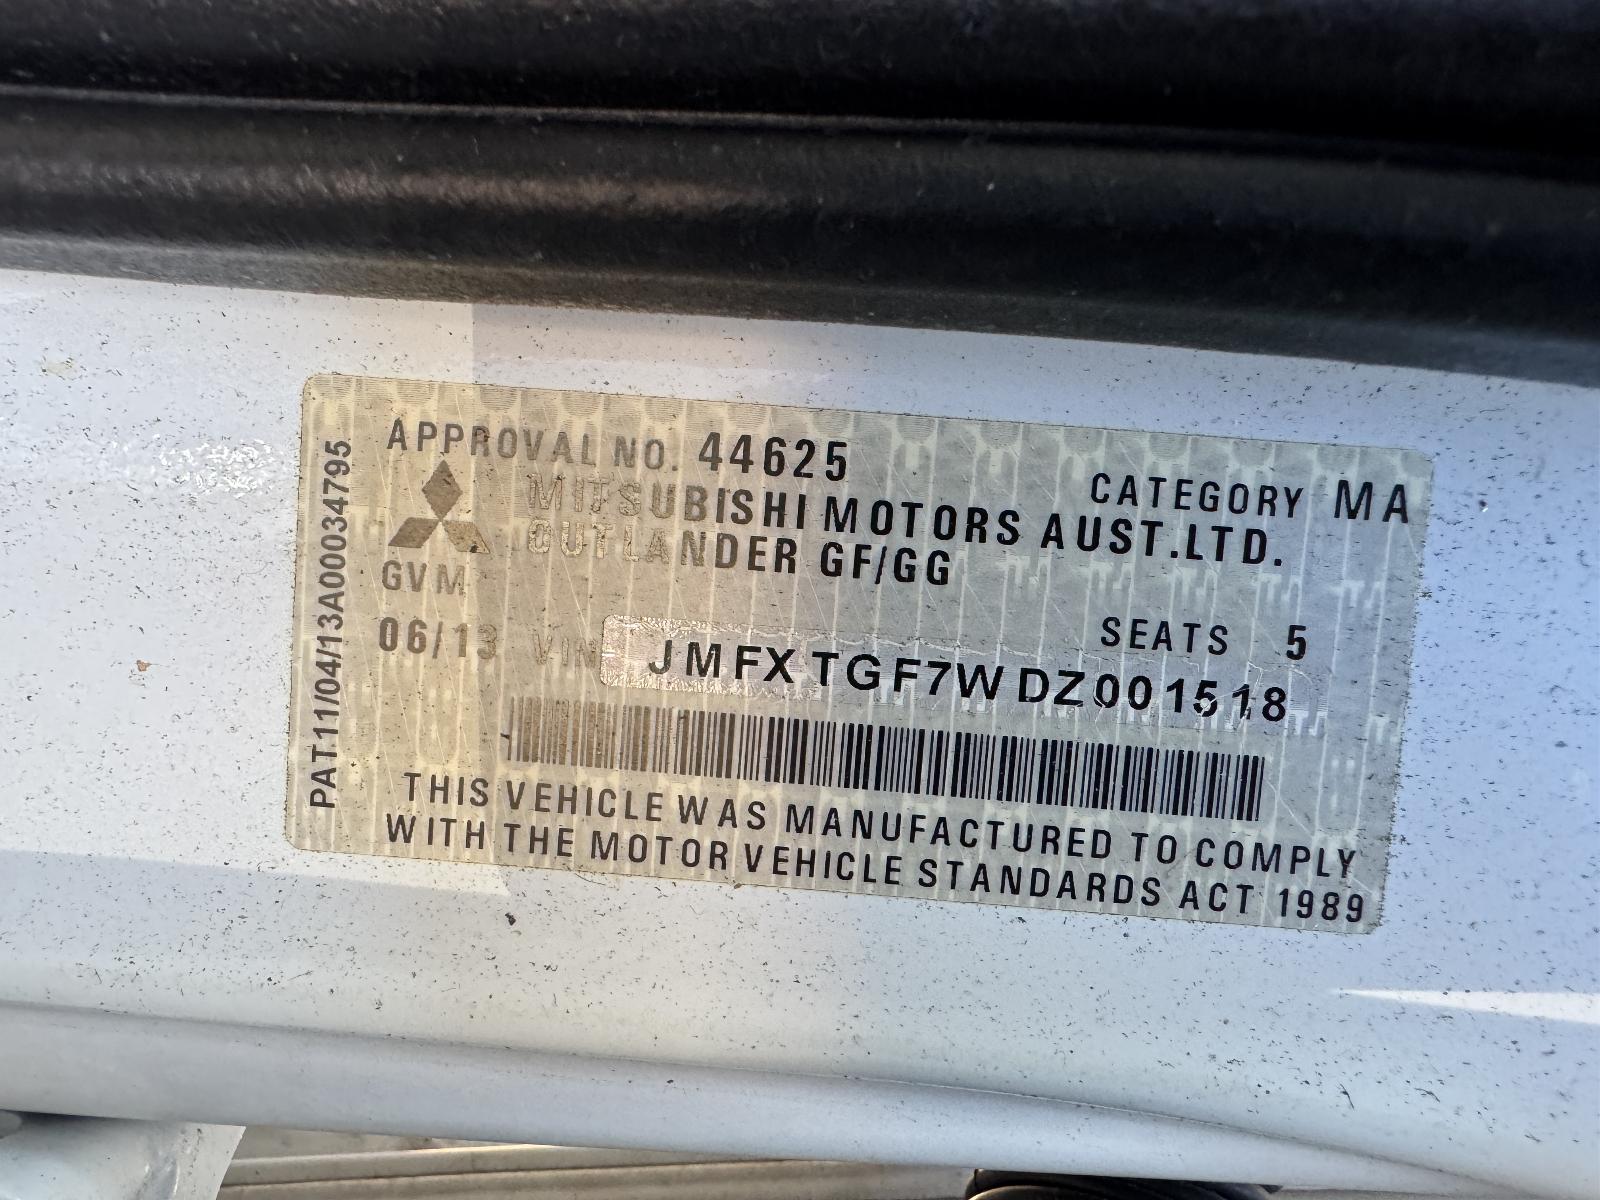 APPROVAL NO. 44625
CATEGORY MA
MITSUBISHI MOTORS AUST.LTD.
OUTLANDER GF/GG
GVM
SEATS 5
06/13 VIN JMFXTGF7WDZ001518
THIS VEHICLE WAS MANUFACTURED TO COMPLY
WITH THE MOTOR VEHICLE STANDARDS ACT 1989
PAT11/04/13A00034795